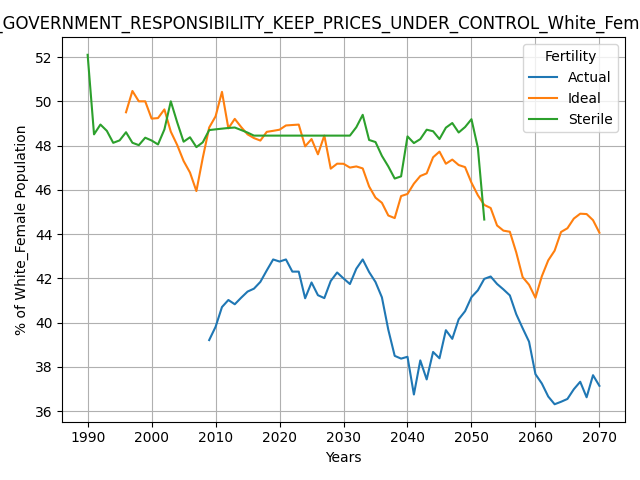 _GOVERNMENT_RESPONSIBILITY_KEEP_PRICES_UNDER_CONTROL_White_Fem
Fertility
Actual
Ideal
Sterile
% of White_Female Population
52
50
48
46
44
42
40
38
36
1990 2000 2010 2020 2030 2040 2050 2060 2070
Years